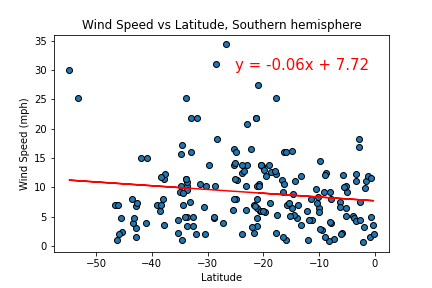 Wind Speed vs Latitude, Southern hemisphere
y = -0.06x + 7.72
35
30
25
20
15
10
5
0
Wind Speed (mph)
−50 −40 −30 −20 −10 0
Latitude